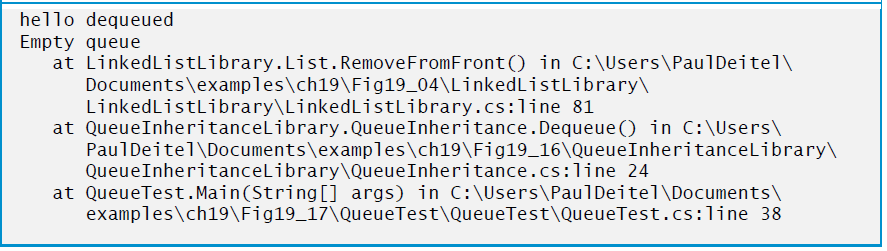 hello dequeued
Empty queue
   at LinkedListLibrary.List.RemoveFromFront() in C:\Users\PaulDeitel\
      Documents\examples\ch19\Fig19_04\LinkedListLibrary\
      LinkedListLibrary\LinkedListLibrary.cs:line 81
   at QueueInheritanceLibrary.QueueInheritance.Dequeue() in C:\Users\
      PaulDeitel\Documents\examples\ch19\Fig19_16\QueueInheritanceLibrary\
      QueueInheritanceLibrary\QueueInheritance.cs:line 24
   at QueueTest.Main(String[] args) in C:\Users\PaulDeitel\Documents\
      examples\ch19\Fig19_17\QueueTest\QueueTest\QueueTest.cs:line 38